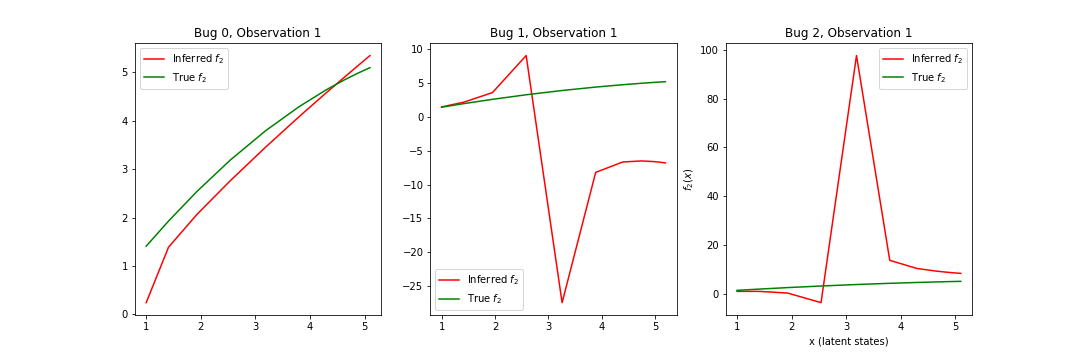 Bug 0, Observation 1
Inferred f₂
True f₂
5
4
3
2
1
0
1 2 3 4 5
Bug 1, Observation 1
10
5
0
−5
−10
−15
−20
−25
Inferred f₂
True f₂
1 2 3 4 5
Bug 2, Observation 1
Inferred f₂
True f₂
100
80
60
40
20
0
f₂(x)
1 2 3 4 5
x (latent states)